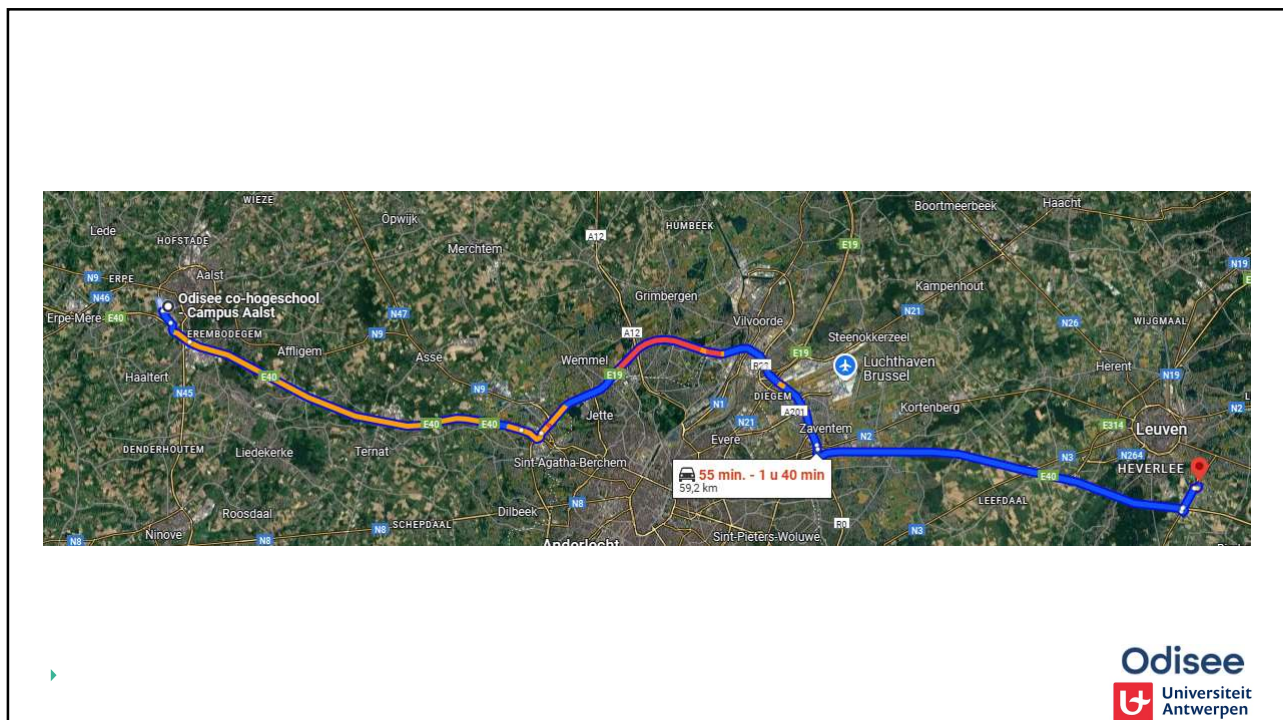 WIEZE
Lede
HOFSTADE
Opwijk
Merchtem
A12
HUMBEEK
E19
Boortmeerbeek
Haacht
N19
N9
ERPE
Aalst
N46
Erpe-Mere
E40
Odisee co-hogeschool
Campus Aalst
EREMBODEGEM
Affligem
N47
N9
Asse
Grimbergen
A12
Wemmel
E19
Vilvoorde
Kampenhout
N21
Steenokkerzeel
E19
Luchthaven
Brussel
N26
WIJGMAAL
Herent
N19
Haaltert
N45
E40
N9
Jette
N1
DIEGEM
N21
A201
Kortenberg
E314
N2
Leuven
DENDERHOUTEM
Liedekerke
Ternat
E40
E40
Sint-Agatha-Berchem
Evere
Zaventem
N2
N3
N264
HEVERLEE
55 min. - 1 u 40 min
59,2 km
E40
LEEFDAAL
Roosdaal
Ninove
N8
N8
SCHEPDAAL
N8
Dilbeek
N8
Anderlecht
Sint-Pieters-Woluwe
R0
N3
Odisee
Universiteit
Antwerpen